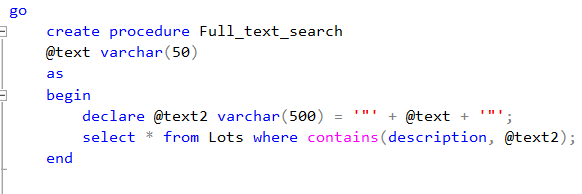 go
create procedure Full_text_search
@text varchar(50)
as
begin
declare @text2 varchar(500) = '"' + @text + '"';
select * from Lots where contains(description, @text2);
end